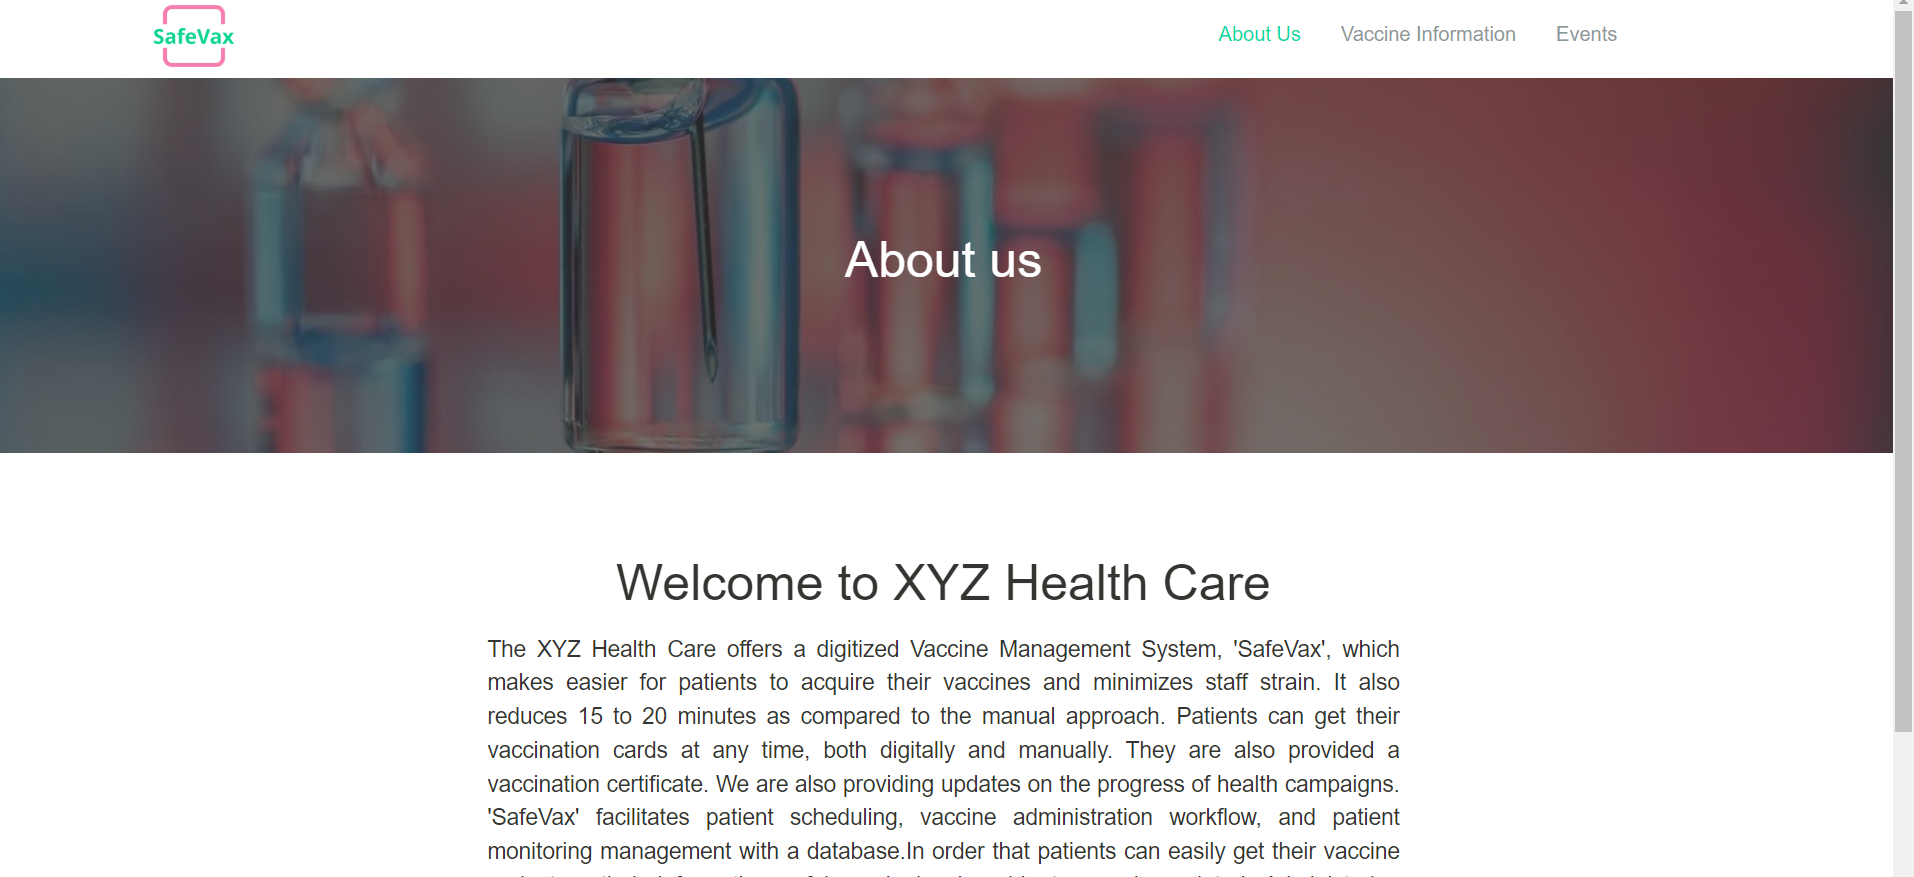 SafeVax
About Us
Vaccine Information
Events
About us
Welcome to XYZ Health Care
The XYZ Health Care offers a digitized Vaccine Management System, 'SafeVax', which
makes easier for patients to acquire their vaccines and minimizes staff strain. It also
reduces 15 to 20 minutes as compared to the manual approach. Patients can get their
vaccination cards at any time, both digitally and manually. They are also provided a
vaccination certificate. We are also providing updates on the progress of health campaigns.
'SafeVax' facilitates patient scheduling, vaccine administration workflow, and patient
monitoring management with a database.In order that patients can easily get their vaccine